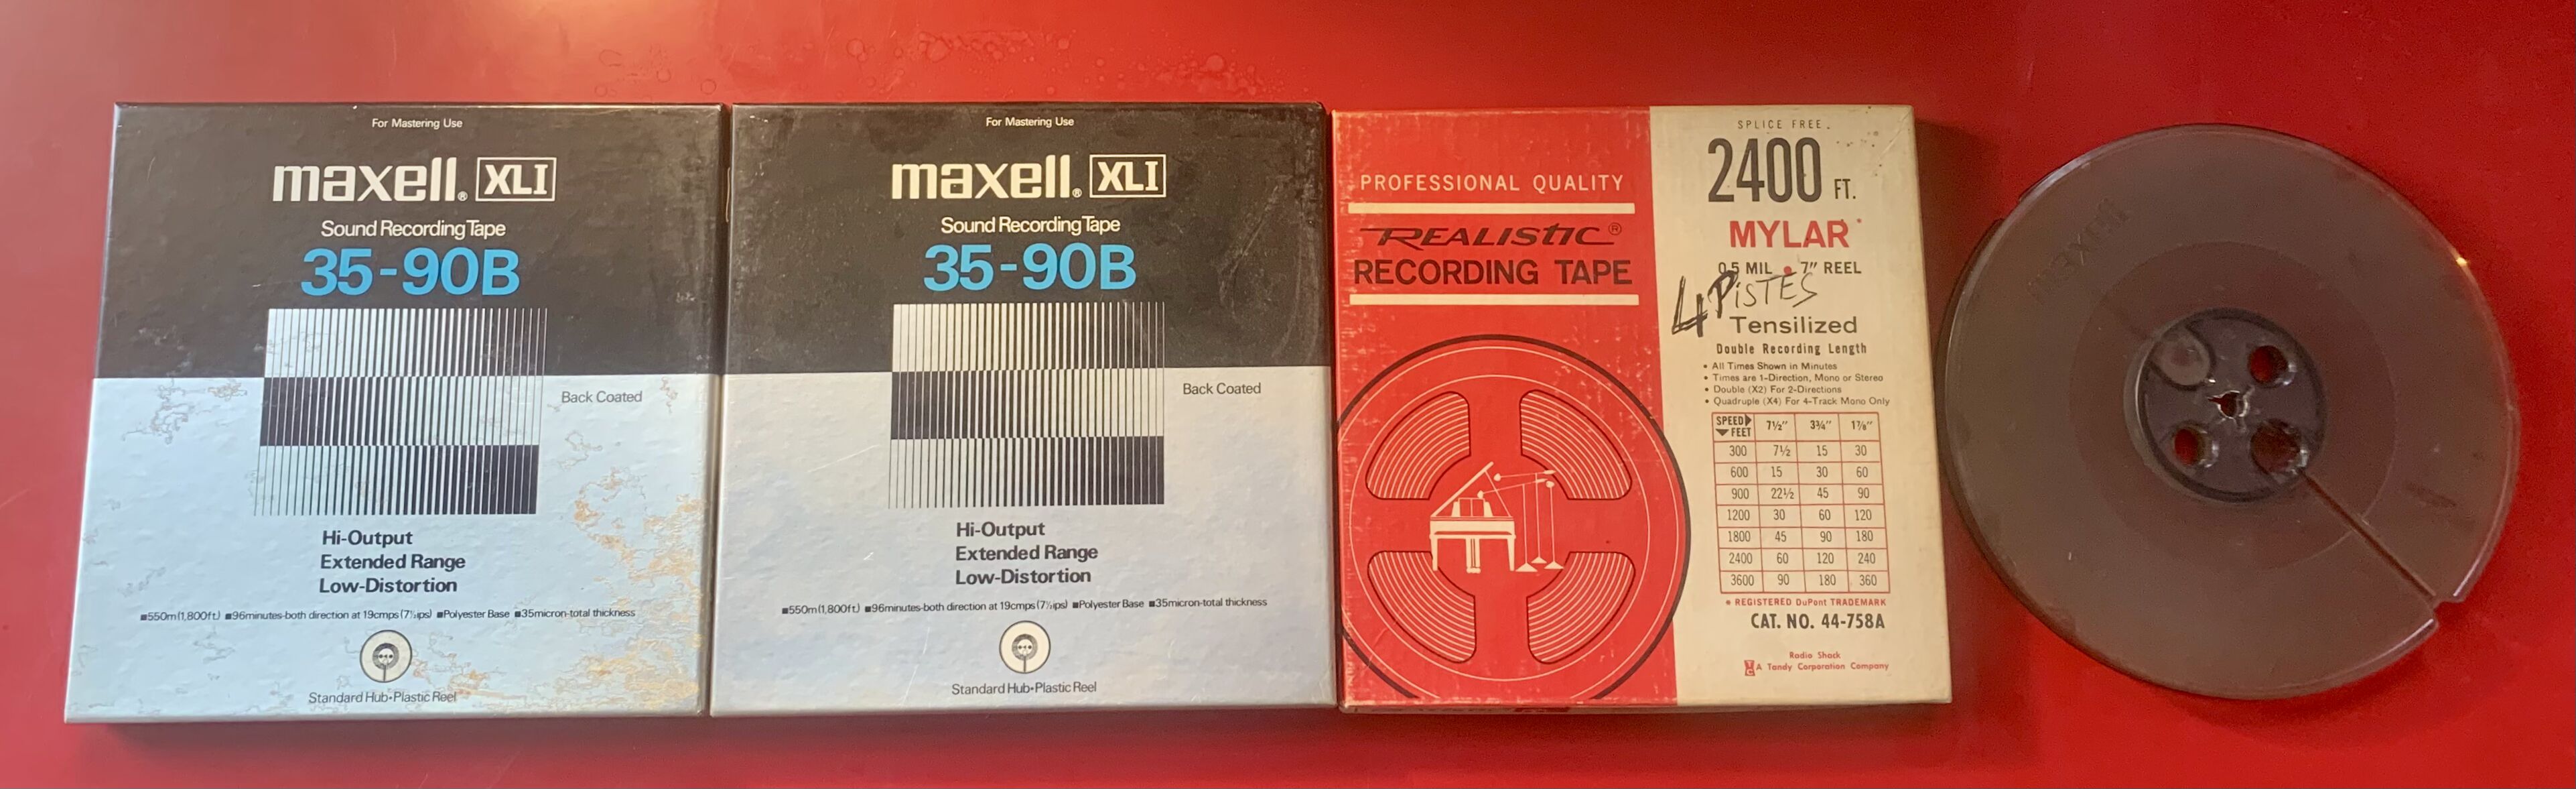 For Mastering Use
maxell® XLI
Sound Recording Tape
35-90B
Back Coated
Hi-Output
Extended Range
Low-Distortion
■550m(1,800ft.) ■96minutes-both direction at 19cmps(7½ips) ■Polyester Base ■35micron-total thickness
Standard Hub•Plastic Reel
For Mastering Use
maxell® XLI
Sound Recording Tape
35-90B
Back Coated
Hi-Output
Extended Range
Low-Distortion
■550m(1,800ft) ■96minutes-both direction at 19cmps(7½ips) ■Polyester Base ■35micron-total thickness
Standard Hub•Plastic Reel
PROFESSIONAL QUALITY
REALISTIC®
RECORDING TAPE
SPLICE FREE
2400 FT.
MYLAR*
0.5 MIL • 7" REEL
4 PiSTES
Tensilized
Double Recording Length
• All Times Shown in Minutes
• Times are 1-Direction, Mono or Stereo
• Double (X2) For 2-Directions
• Quadruple (X4) For 4-Track Mono Only
SPEED▶ ▼FEET 7½" 3¾" 1⅞"
300 7½ 15 30
600 15 30 60
900 22½ 45 90
1200 30 60 120
1800 45 90 180
2400 60 120 240
3600 90 180 360
* REGISTERED DuPont TRADEMARK
CAT. NO. 44-758A
Radio Shack
A Tandy Corporation Company
maxell